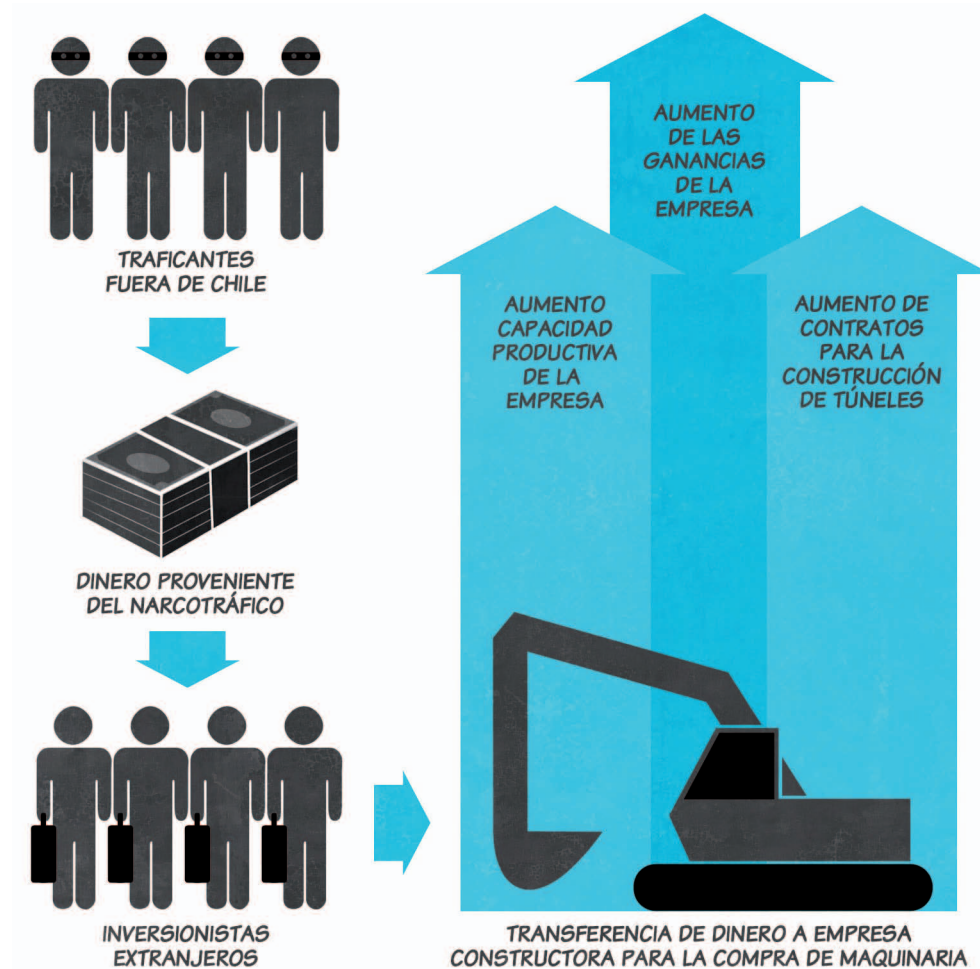 TRAFICANTES
FUERA DE CHILE
DINERO PROVENIENTE
DEL NARCOTRÁFICO
INVERSIONISTAS
EXTRANJEROS
AUMENTO
DE LAS
GANANCIAS
DE LA
EMPRESA
AUMENTO
CAPACIDAD
PRODUCTIVA
DE LA
EMPRESA
AUMENTO DE
CONTRATOS
PARA LA
CONSTRUCCIÓN
DE TÚNELES
TRANSFERENCIA DE DINERO A EMPRESA
CONSTRUCTORA PARA LA COMPRA DE MAQUINARIA